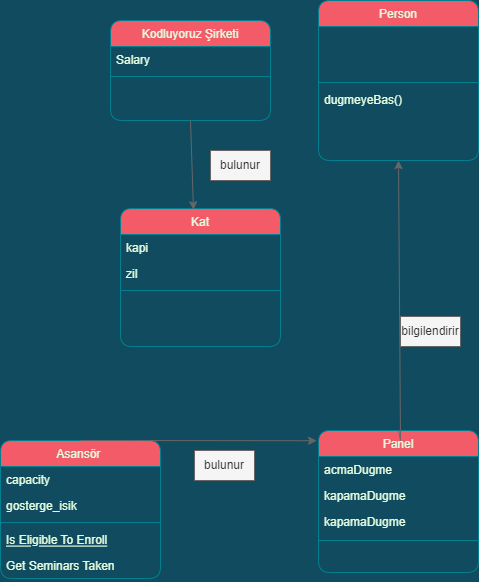 Kodluyoruz Şirketi
Salary
Person
dugmeyeBas()
bulunur
Kat
kapi
zil
bilgilendirir
Asansör
capacity
gosterge_isik
Is Eligible To Enroll
Get Seminars Taken
bulunur
Panel
acmaDugme
kapamaDugme
kapamaDugme